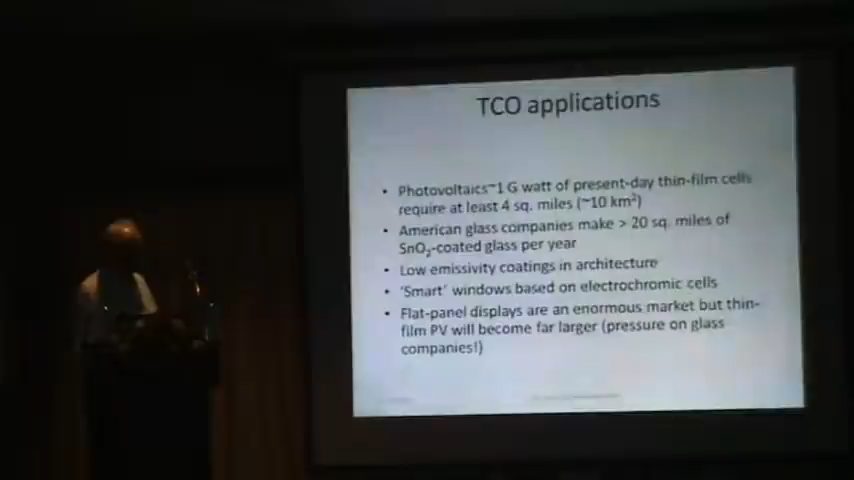 TCO applications
• Photovoltaics~1 G watt of present-day thin-film cells
require at least 4 sq. miles (~10 km²)
• American glass companies make > 20 sq. miles of
SnO₂-coated glass per year
• Low emissivity coatings in architecture
• 'Smart' windows based on electrochromic cells
• Flat-panel displays are an enormous market but thin-
film PV will become far larger (pressure on glass
companies!)